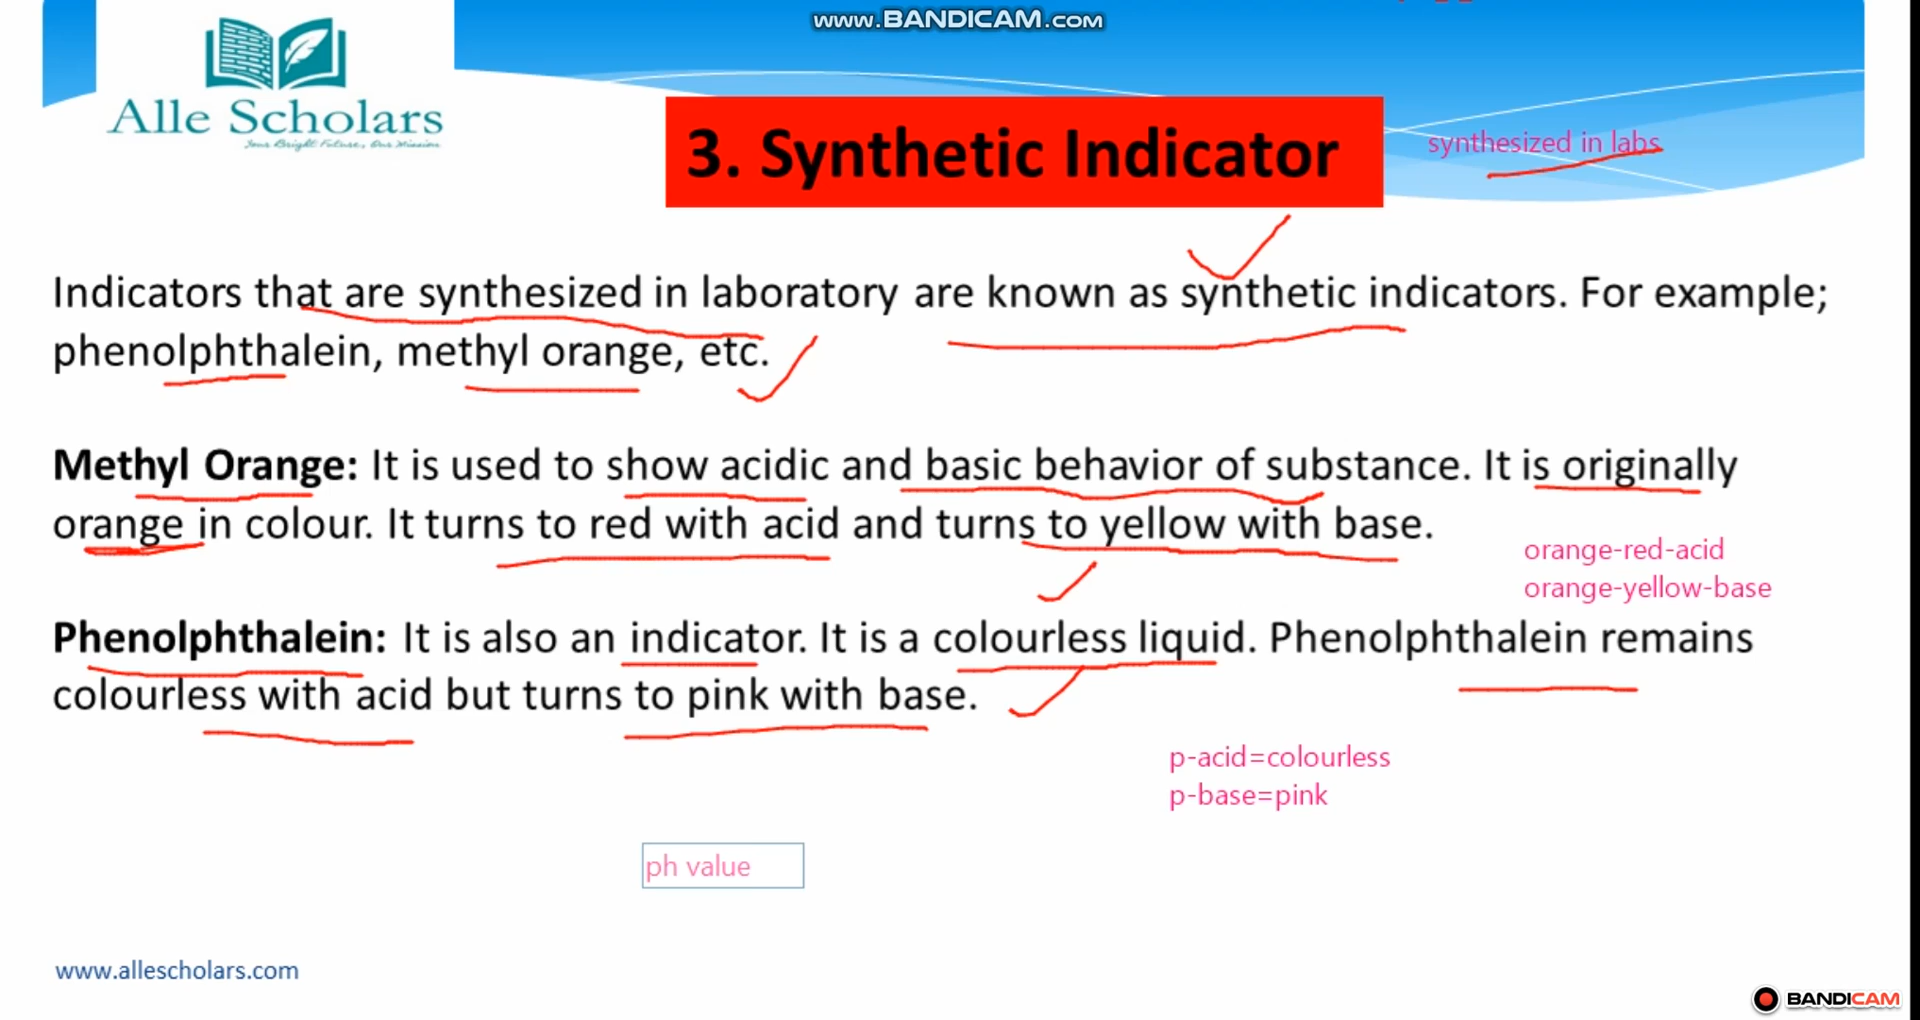 www.BANDICAM.com
Alle Scholars
Your Bright Future, Our Mission
3. Synthetic Indicator
synthesized in labs
Indicators that are synthesized in laboratory are known as synthetic indicators. For example;
phenolphthalein, methyl orange, etc.
Methyl Orange: It is used to show acidic and basic behavior of substance. It is originally
orange in colour. It turns to red with acid and turns to yellow with base.
orange-red-acid
orange-yellow-base
Phenolphthalein: It is also an indicator. It is a colourless liquid. Phenolphthalein remains
colourless with acid but turns to pink with base.
p-acid=colourless
p-base=pink
ph value
www.allescholars.com
BANDICAM